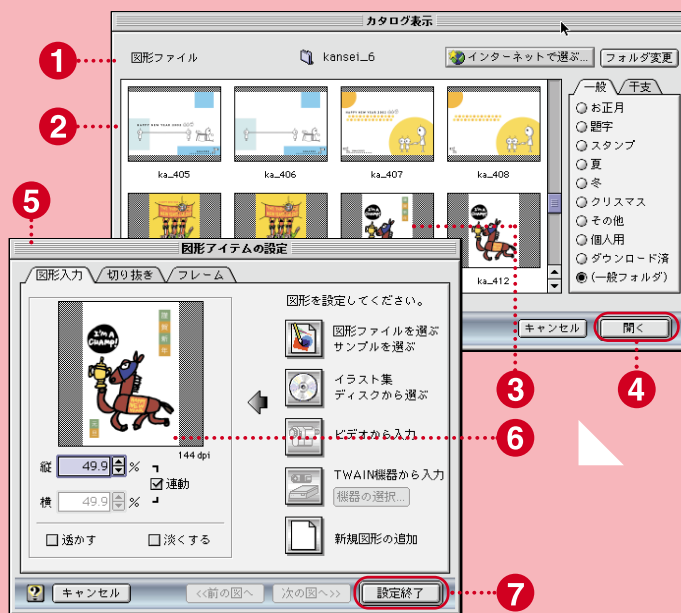 カタログ表示
1
図形ファイル
kansei_6
インターネットで選ぶ...
フォルダ変更
2
HAPPY NEW YEAR 2002
ka_405
ka_406
ka_407
ka_408
ka_412
一般
干支
お正月
題字
スタンプ
夏
冬
クリスマス
その他
個人用
ダウンロード済
(一般フォルダ)
3
キャンセル
開く
4
5
図形アイテムの設定
図形入力
切り抜き
フレーム
I'M A CHAMP!
144 dpi
縦
49.9
%
連動
横
49.9
%
透かす
淡くする
図形を設定してください。
図形ファイルを選ぶ
サンプルを選ぶ
イラスト集
ディスクから選ぶ
ビデオから入力
6
TWAIN機器から入力
機器の選択...
新規図形の追加
?
キャンセル
<<前の図へ
次の図へ>>
設定終了
7